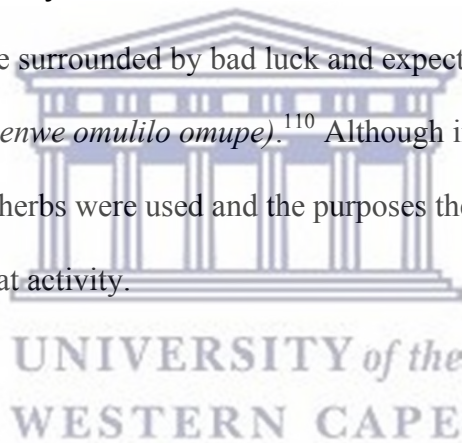 e surrounded by bad luck and expect
enwe omulilo omupe).110 Although i
herbs were used and the purposes the
at activity.
UNIVERSITY of the
WESTERN CAPE